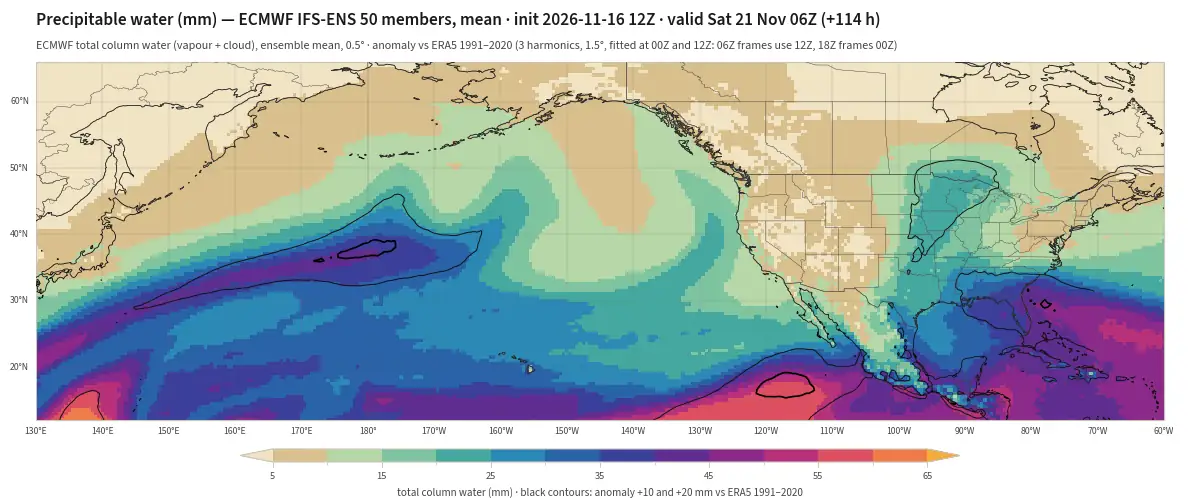 Precipitable water (mm) — ECMWF IFS-ENS 50 members, mean · init 2026-11-16 12Z · valid Sat 21 Nov 06Z (+114 h)
ECMWF total column water (vapour + cloud), ensemble mean, 0.5° · anomaly vs ERA5 1991–2020 (3 harmonics, 1.5°, fitted at 00Z and 12Z: 06Z frames use 12Z, 18Z frames 00Z)
60°N
50°N
40°N
30°N
20°N
130°E 140°E 150°E 160°E 170°E 180° 170°W 160°W 150°W 140°W 130°W 120°W 110°W 100°W 90°W 80°W 70°W 60°W
5 15 25 35 45 55 65
total column water (mm) · black contours: anomaly +10 and +20 mm vs ERA5 1991–2020